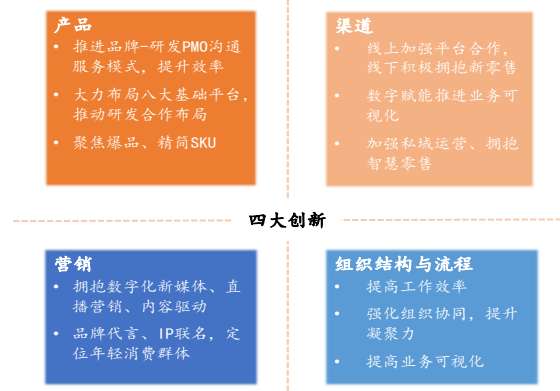 产品
• 推进品牌-研发PMO沟通
服务模式，提升效率
• 大力布局八大基础平台，
推动研发合作布局
• 聚焦爆品、精简SKU
渠道
• 线上加强平台合作，
线下积极拥抱新零售
• 数字赋能推进业务可
视化
• 加强私域运营、拥抱
智慧零售
四大创新
营销
• 拥抱数字化新媒体、直
播营销、内容驱动
• 品牌代言、IP联名，定
位年轻消费群体
组织结构与流程
• 提高工作效率
• 强化组织协同，提升
凝聚力
• 提高业务可视化